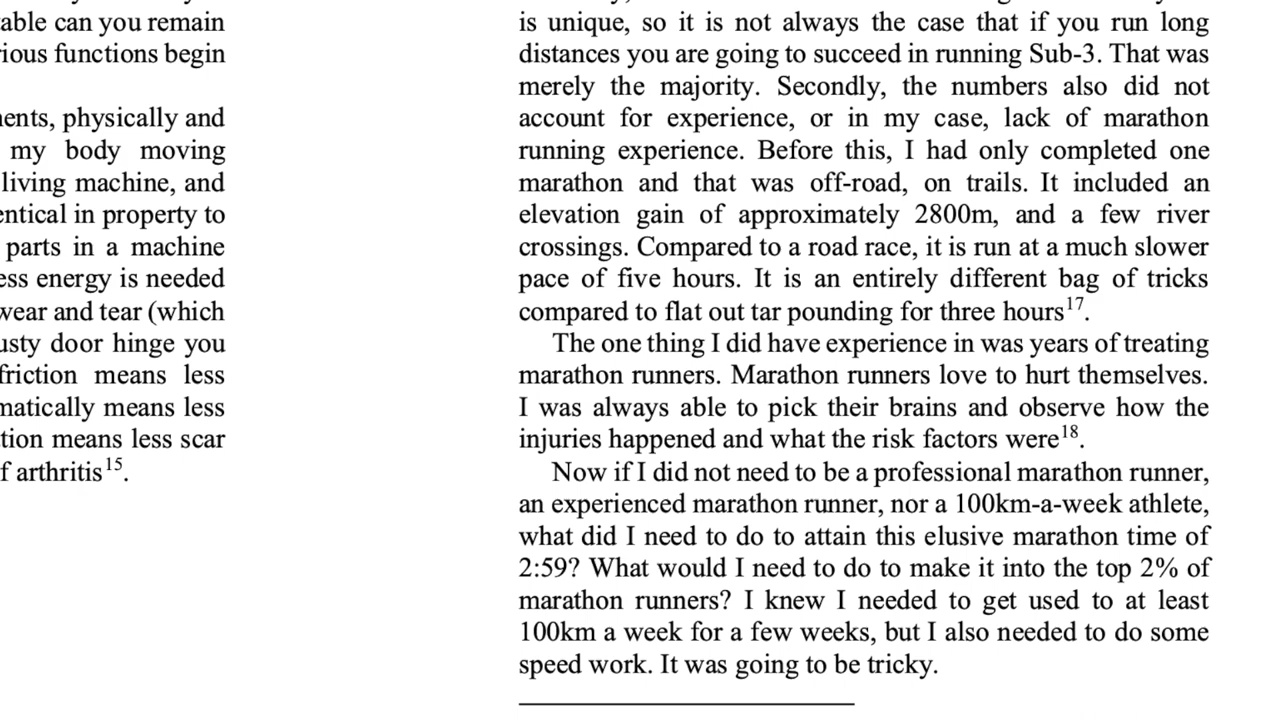 able can you remain
rious functions begin
ents, physically and
my body moving
living machine, and
entical in property to
parts in a machine
ess energy is needed
wear and tear (which
usty door hinge you
friction means less
matically means less
tion means less scar
f arthritis15.
is unique, so it is not always the case that if you run long
distances you are going to succeed in running Sub-3. That was
merely the majority. Secondly, the numbers also did not
account for experience, or in my case, lack of marathon
running experience. Before this, I had only completed one
marathon and that was off-road, on trails. It included an
elevation gain of approximately 2800m, and a few river
crossings. Compared to a road race, it is run at a much slower
pace of five hours. It is an entirely different bag of tricks
compared to flat out tar pounding for three hours17.
The one thing I did have experience in was years of treating
marathon runners. Marathon runners love to hurt themselves.
I was always able to pick their brains and observe how the
injuries happened and what the risk factors were18.
Now if I did not need to be a professional marathon runner,
an experienced marathon runner, nor a 100km-a-week athlete,
what did I need to do to attain this elusive marathon time of
2:59? What would I need to do to make it into the top 2% of
marathon runners? I knew I needed to get used to at least
100km a week for a few weeks, but I also needed to do some
speed work. It was going to be tricky.